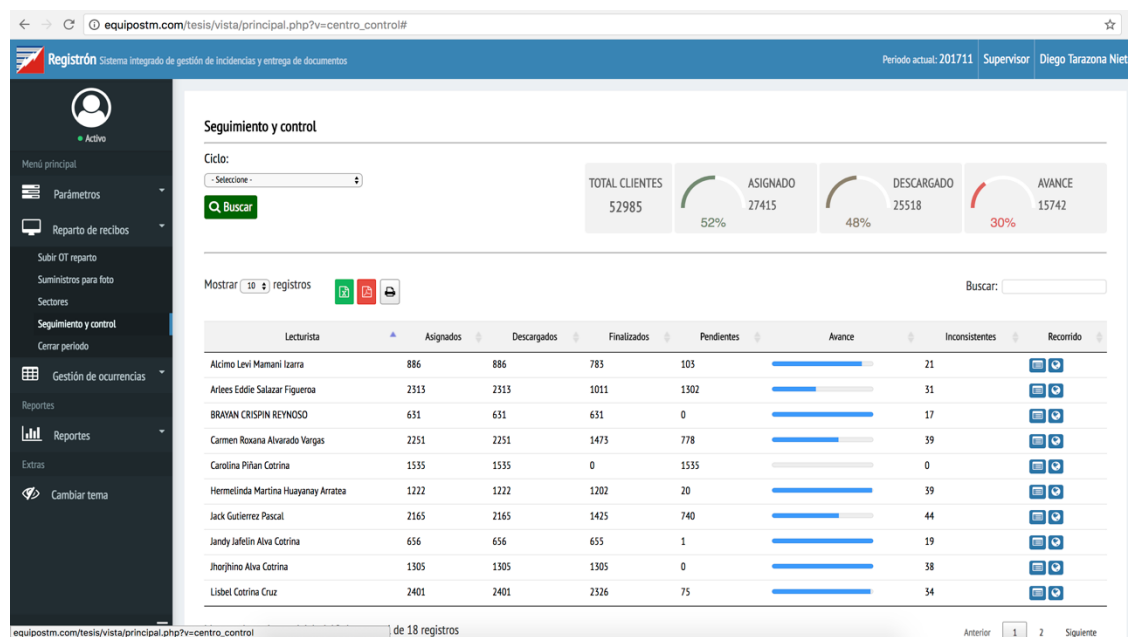 equipostm.com/tesis/vista/principal.php?v=centro_control#
Registrón Sistema integrado de gestión de incidencias y entrega de documentos
Periodo actual: 201711 Supervisor Diego Tarazona Niet
Activo
Menú principal
Parámetros
Reparto de recibos
Subir OT reparto
Suministros para foto
Sectores
Seguimiento y control
Cerrar periodo
Gestión de ocurrencias
Reportes
Reportes
Extras
Cambiar tema
Seguimiento y control
Ciclo:
- Seleccione -
Buscar
TOTAL CLIENTES
52985
52%
ASIGNADO
27415
48%
DESCARGADO
25518
30%
AVANCE
15742
Mostrar 10 registros
Buscar:
Lecturista Asignados Descargados Finalizados Pendientes Avance Inconsistentes Recorrido
Alcimo Levi Mamani Izarra 886 886 783 103 21
Arlees Eddie Salazar Figueroa 2313 2313 1011 1302 31
BRAYAN CRISPIN REYNOSO 631 631 631 0 17
Carmen Roxana Alvarado Vargas 2251 2251 1473 778 39
Carolina Piñan Cotrina 1535 1535 0 1535 0
Hermelinda Martina Huayanay Arratea 1222 1222 1202 20 39
Jack Gutierrez Pascal 2165 2165 1425 740 44
Jandy Jafelin Alva Cotrina 656 656 655 1 19
Jhorjhino Alva Cotrina 1305 1305 1305 0 38
Lisbel Cotrina Cruz 2401 2401 2326 75 34
de 18 registros
Anterior 1 2 Siguiente
equipostm.com/tesis/vista/principal.php?v=centro_control